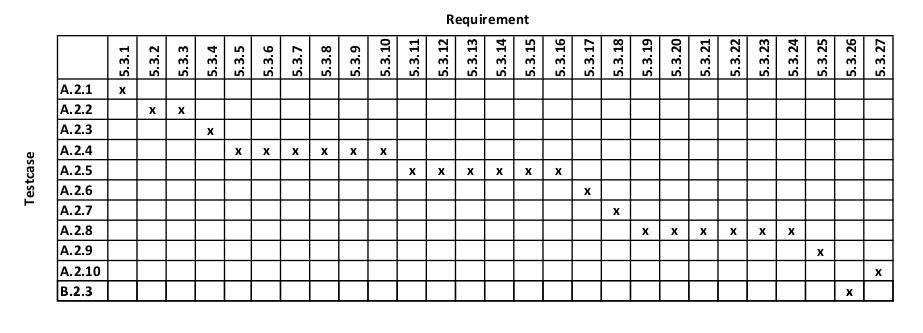 Requirement
5.3.1 5.3.2 5.3.3 5.3.4 5.3.5 5.3.6 5.3.7 5.3.8 5.3.9 5.3.10 5.3.11 5.3.12 5.3.13 5.3.14 5.3.15 5.3.16 5.3.17 5.3.18 5.3.19 5.3.20 5.3.21 5.3.22 5.3.23 5.3.24 5.3.25 5.3.26 5.3.27
Testcase
A.2.1 x
A.2.2 x x
A.2.3 x
A.2.4 x x x x x x
A.2.5 x x x x x x
A.2.6 x
A.2.7 x
A.2.8 x x x x x x
A.2.9 x
A.2.10 x
B.2.3 x